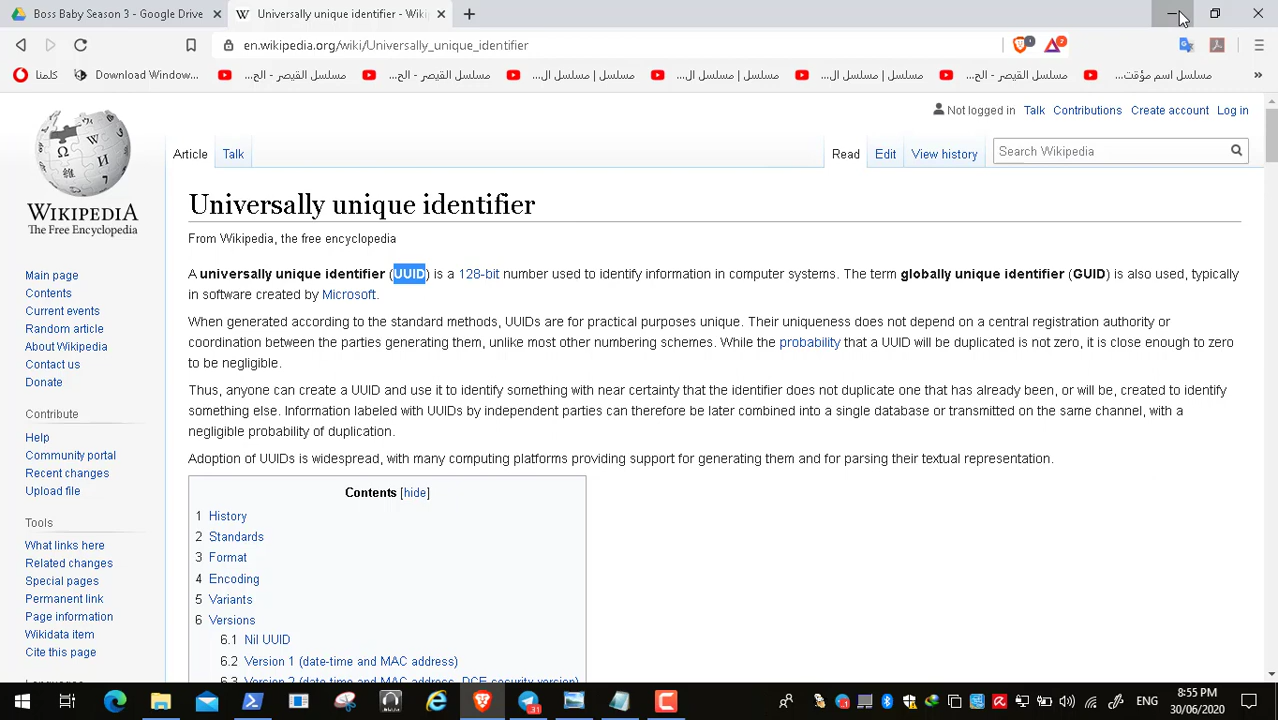 Boss Baby Season 3 - Google Drive
Universally unique identifier - Wiki
en.wikipedia.org/wiki/Universally_unique_identifier
كلمنا
Download Window...
مسلسل القيصر - الح...
مسلسل القيصر - الح...
مسلسل | مسلسل ال...
مسلسل | مسلسل ال...
مسلسل | مسلسل ال...
مسلسل القيصر - الح...
مسلسل اسم مؤقت...
Not logged in Talk Contributions Create account Log in
Article Talk Read Edit View history Search Wikipedia
WIKIPEDIA
The Free Encyclopedia
Universally unique identifier
From Wikipedia, the free encyclopedia
A universally unique identifier (UUID) is a 128-bit number used to identify information in computer systems. The term globally unique identifier (GUID) is also used, typically
in software created by Microsoft.
When generated according to the standard methods, UUIDs are for practical purposes unique. Their uniqueness does not depend on a central registration authority or
coordination between the parties generating them, unlike most other numbering schemes. While the probability that a UUID will be duplicated is not zero, it is close enough to zero
to be negligible.
Thus, anyone can create a UUID and use it to identify something with near certainty that the identifier does not duplicate one that has already been, or will be, created to identify
something else. Information labeled with UUIDs by independent parties can therefore be later combined into a single database or transmitted on the same channel, with a
negligible probability of duplication.
Adoption of UUIDs is widespread, with many computing platforms providing support for generating them and for parsing their textual representation.
Main page
Contents
Current events
Random article
About Wikipedia
Contact us
Donate
Contribute
Help
Community portal
Recent changes
Upload file
Tools
What links here
Related changes
Special pages
Permanent link
Page information
Wikidata item
Cite this page
Contents [hide]
1 History
2 Standards
3 Format
4 Encoding
5 Variants
6 Versions
6.1 Nil UUID
6.2 Version 1 (date-time and MAC address)
6.3 Version 2 (date-time and MAC address, DCE security version)
31
ENG
8:55 PM
30/06/2020